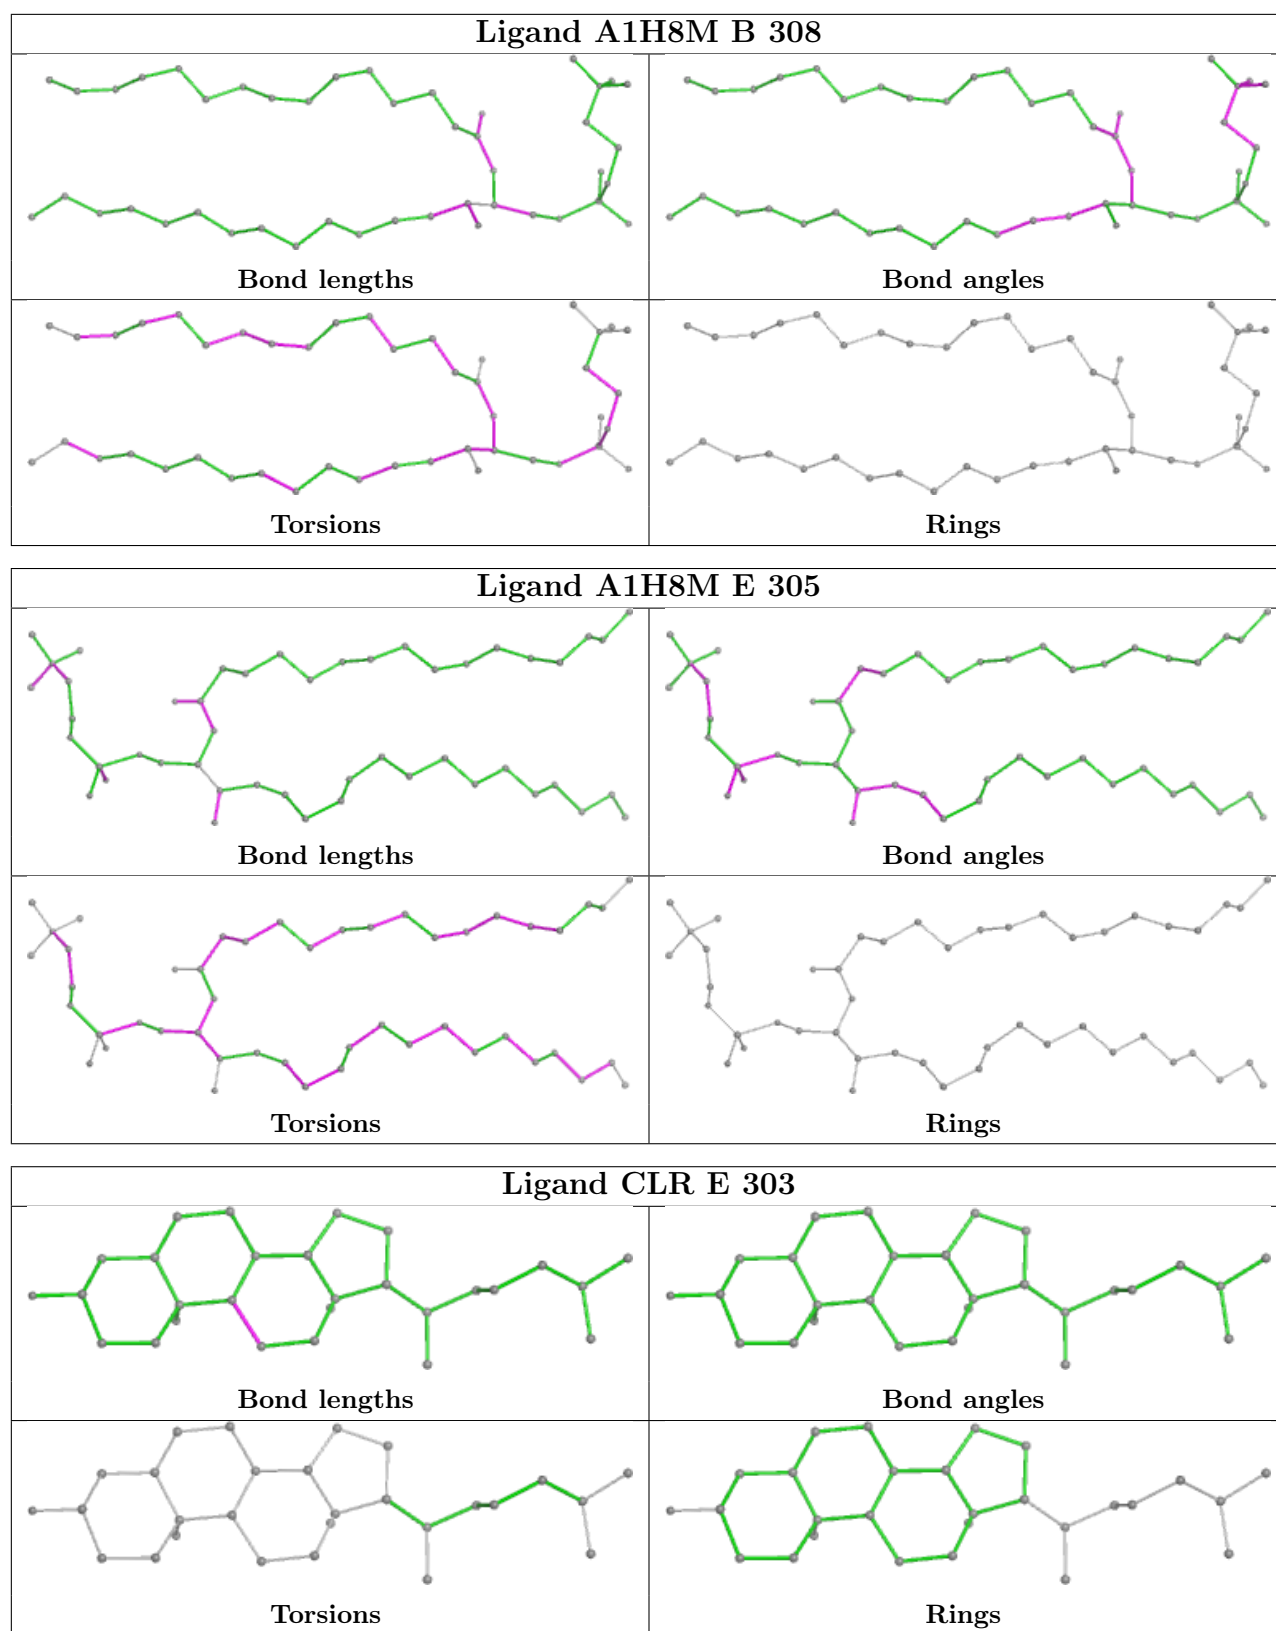 Ligand A1H8M B 308
Bond lengths
Bond angles
Torsions
Rings
Ligand A1H8M E 305
Bond lengths
Bond angles
Torsions
Rings
Ligand CLR E 303
Bond lengths
Bond angles
Torsions
Rings